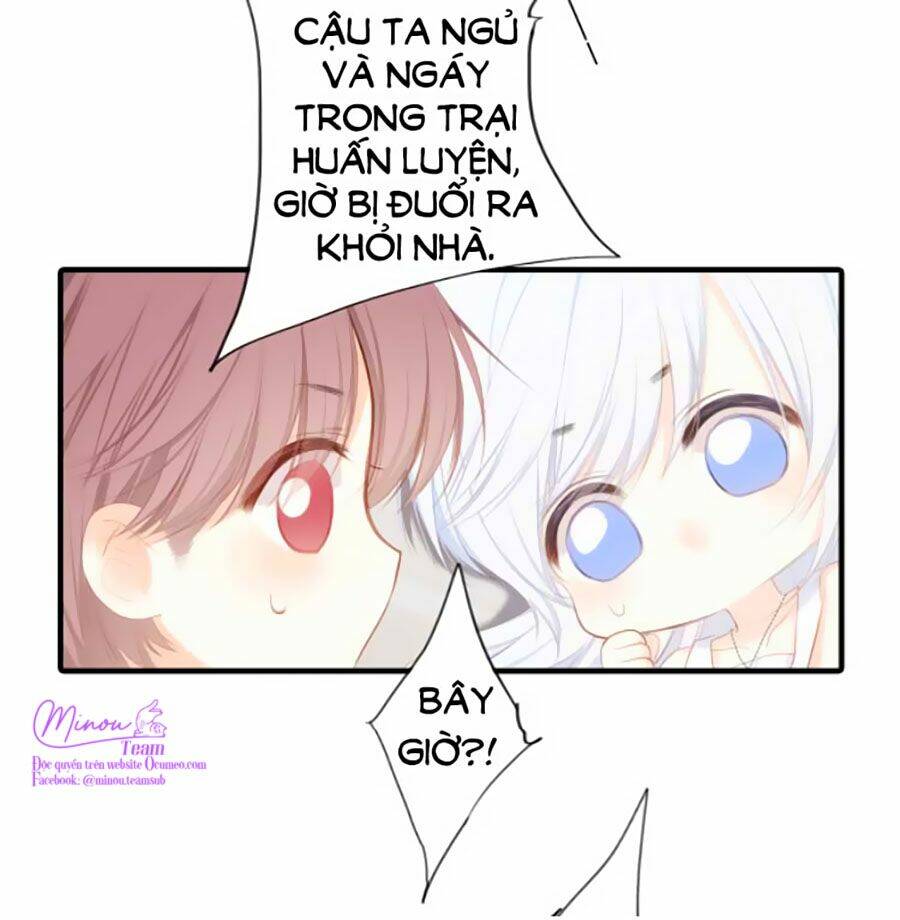 CẬU TA NGỦ
VÀ NGÁY
TRONG TRẠI
HUẤN LUYỆN,
GIỜ BỊ ĐUỔI RA
KHỎI NHÀ.
BÂY
GIỜ?!
Minou
Team
Độc quyền trên website Ocumeo.com
Facebook: @minou.teamsub